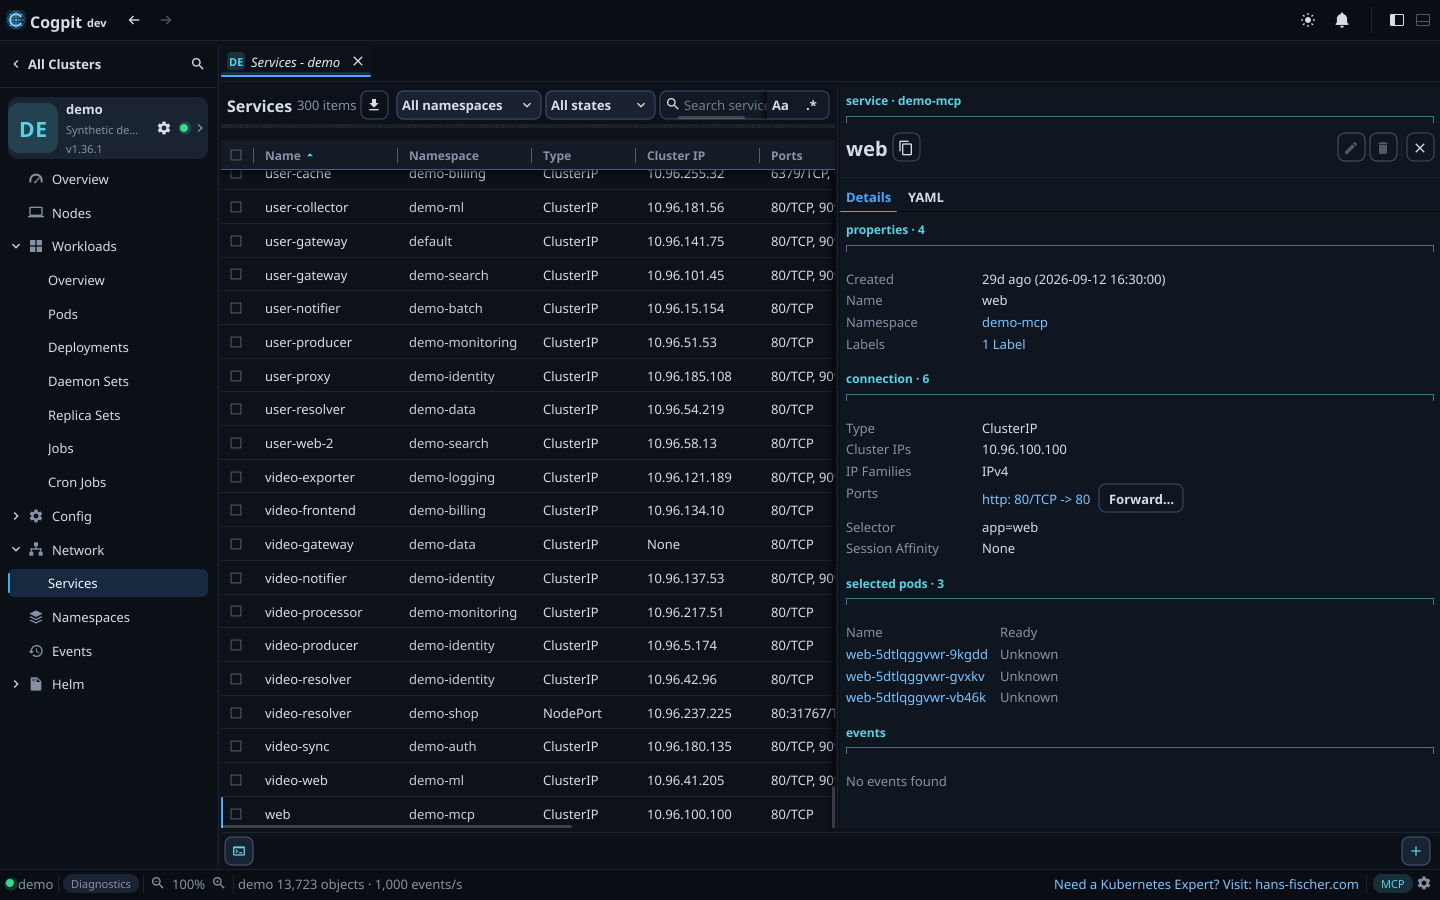 Cogpit dev
All Clusters
DE
demo
Synthetic de...
v1.36.1
Overview
Nodes
Workloads
Overview
Pods
Deployments
Daemon Sets
Replica Sets
Jobs
Cron Jobs
Config
Network
Services
Namespaces
Events
Helm
DE Services - demo
Services 300 items All namespaces All states Search service Aa .*
Name Namespace Type Cluster IP Ports
user-cache demo-billing ClusterIP 10.96.255.32 6379/TCP,
user-collector demo-ml ClusterIP 10.96.181.56 80/TCP, 90
user-gateway default ClusterIP 10.96.141.75 80/TCP, 90
user-gateway demo-search ClusterIP 10.96.101.45 80/TCP, 90
user-notifier demo-batch ClusterIP 10.96.15.154 80/TCP
user-producer demo-monitoring ClusterIP 10.96.51.53 80/TCP
user-proxy demo-identity ClusterIP 10.96.185.108 80/TCP, 90
user-resolver demo-data ClusterIP 10.96.54.219 80/TCP
user-web-2 demo-search ClusterIP 10.96.58.13 80/TCP
video-exporter demo-logging ClusterIP 10.96.121.189 80/TCP, 90
video-frontend demo-billing ClusterIP 10.96.134.10 80/TCP
video-gateway demo-data ClusterIP None 80/TCP
video-notifier demo-identity ClusterIP 10.96.137.53 80/TCP, 90
video-processor demo-monitoring ClusterIP 10.96.217.51 80/TCP
video-producer demo-identity ClusterIP 10.96.5.174 80/TCP
video-resolver demo-identity ClusterIP 10.96.42.96 80/TCP
video-resolver demo-shop NodePort 10.96.237.225 80:31767/T
video-sync demo-auth ClusterIP 10.96.180.135 80/TCP, 90
video-web demo-ml ClusterIP 10.96.41.205 80/TCP, 90
web demo-mcp ClusterIP 10.96.100.100 80/TCP
service · demo-mcp
web
Details YAML
properties · 4
Created 29d ago (2026-09-12 16:30:00)
Name web
Namespace demo-mcp
Labels 1 Label
connection · 6
Type ClusterIP
Cluster IPs 10.96.100.100
IP Families IPv4
Ports http: 80/TCP -> 80 Forward...
Selector app=web
Session Affinity None
selected pods · 3
Name Ready
web-5dtlqggvwr-9kgdd Unknown
web-5dtlqggvwr-gvxkv Unknown
web-5dtlqggvwr-vb46k Unknown
events
No events found
demo Diagnostics 100% demo 13,723 objects · 1,000 events/s Need a Kubernetes Expert? Visit: hans-fischer.com MCP